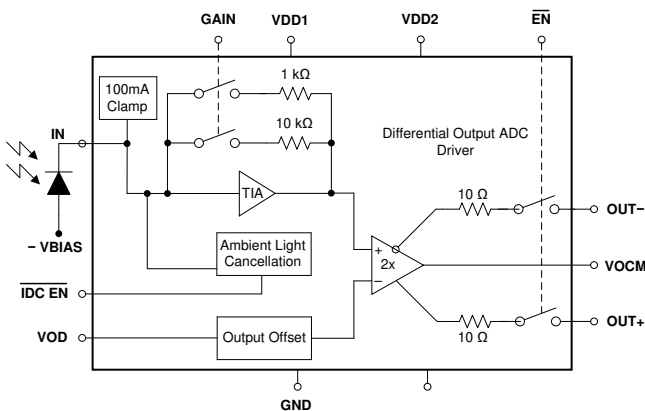 GAIN
VDD1
VDD2
EN
100mA
Clamp
1 kΩ
10 kΩ
IN
Differential Output ADC
Driver
TIA
10 Ω
OUT−
− VBIAS
Ambient Light
Cancellation
+
2x
−
VOCM
IDC EN
VOD
Output Offset
10 Ω
OUT+
GND